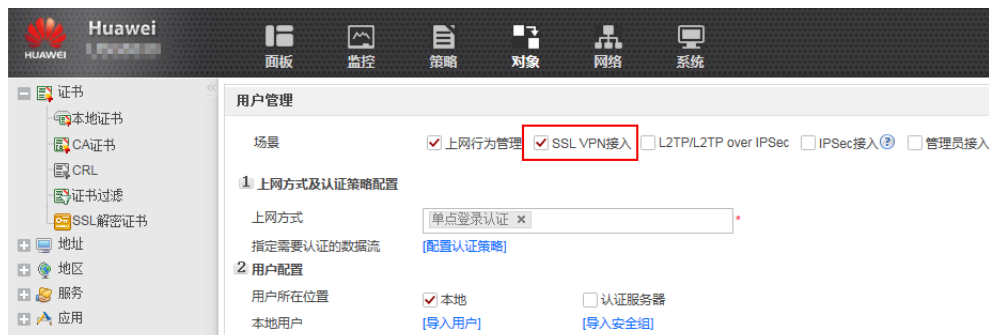 HUAWEI
Huawei
面板 监控 策略 对象 网络 系统
证书
本地证书
CA证书
CRL
证书过滤
SSL解密证书
地址
地区
服务
应用
用户管理
场景 上网行为管理 SSL VPN接入 L2TP/L2TP over IPSec IPSec接入 ? 管理员接入
1 上网方式及认证策略配置
上网方式 单点登录认证 × *
指定需要认证的数据流 [配置认证策略]
2 用户配置
用户所在位置 本地 认证服务器
本地用户 [导入用户] [导入安全组]